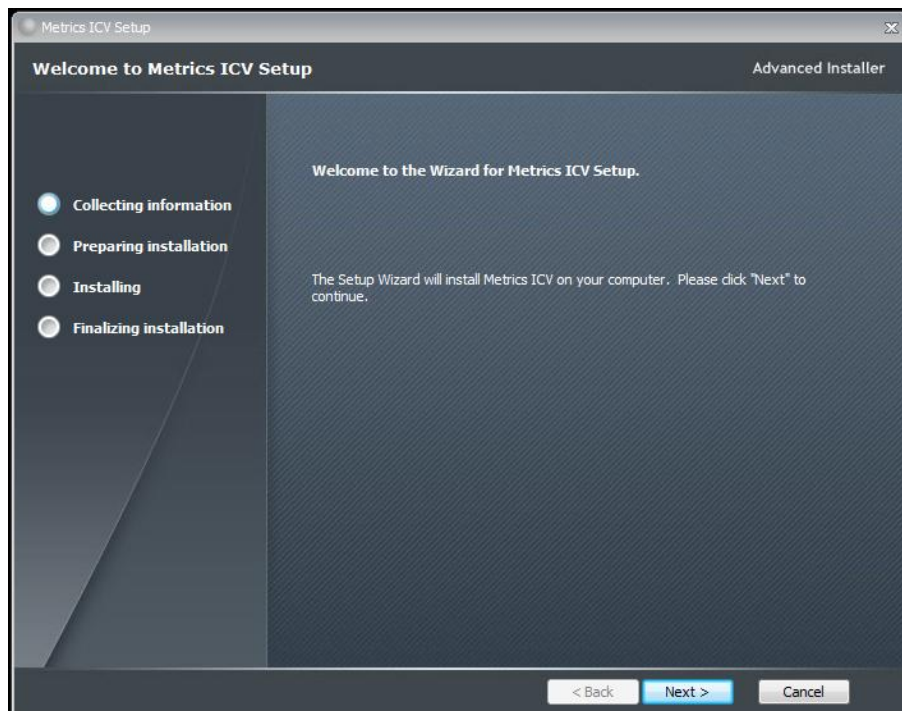 Metrics ICV Setup
Welcome to Metrics ICV Setup
Advanced Installer
Collecting information
Preparing installation
Installing
Finalizing installation
Welcome to the Wizard for Metrics ICV Setup.
The Setup Wizard will install Metrics ICV on your computer.  Please click "Next" to
continue.
< Back
Next >
Cancel